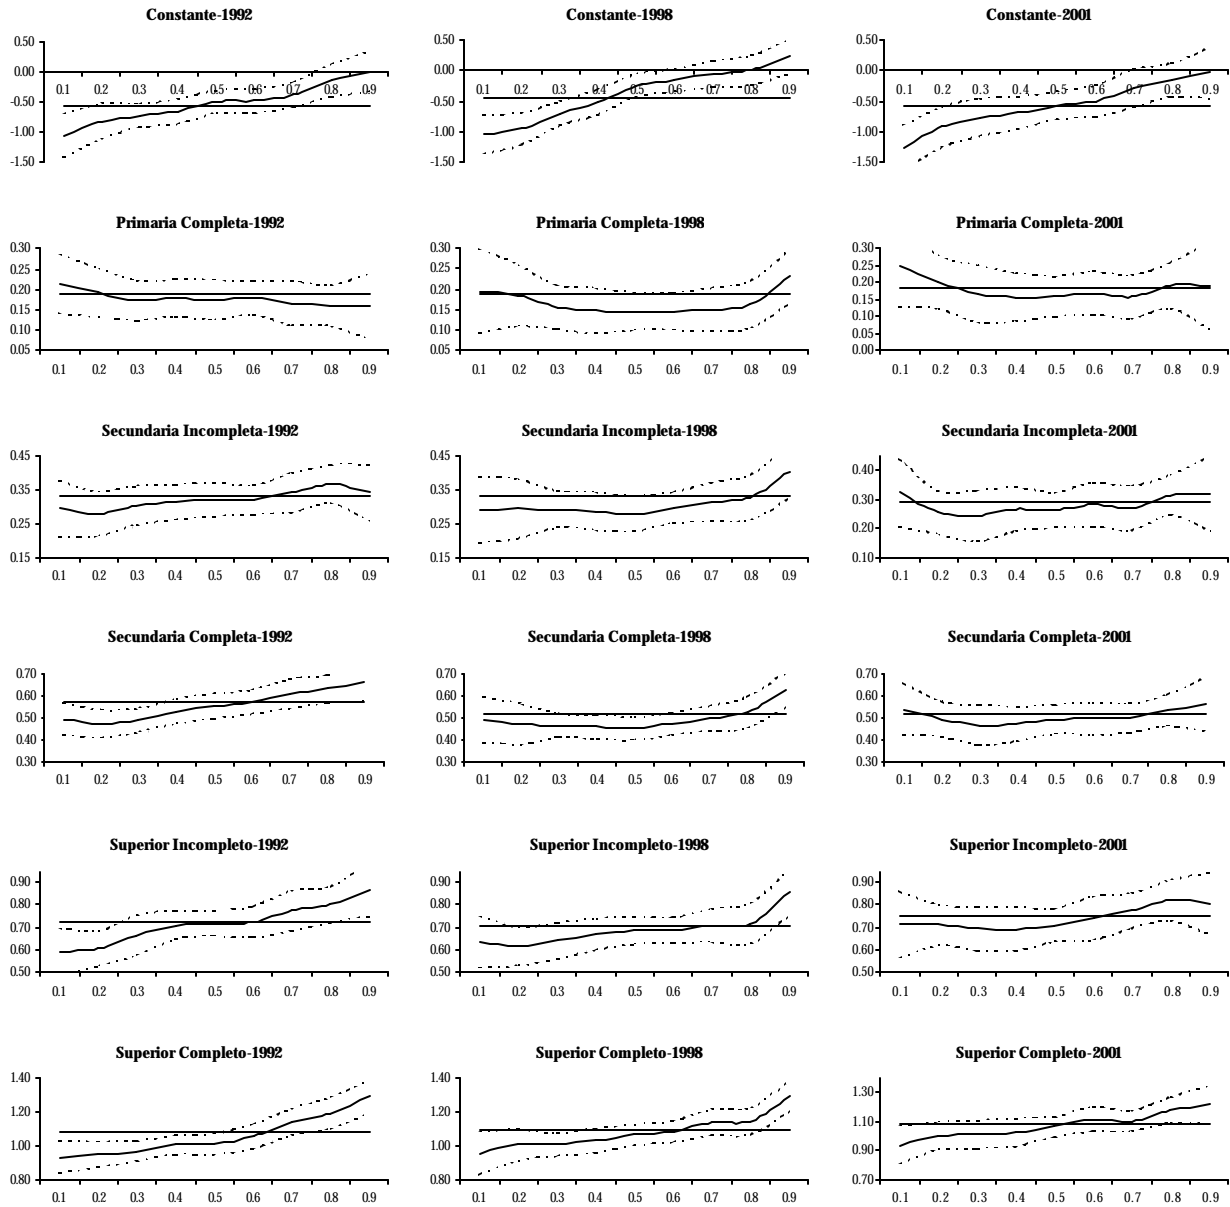 Constante-1992
0.50
0.00
-0.50
-1.00
-1.50
0.1 0.2 0.3 0.4 0.5 0.6 0.7 0.8 0.9
Constante-1998
0.50
0.00
-0.50
-1.00
-1.50
0.1 0.2 0.3 0.4 0.5 0.6 0.7 0.8 0.9
Constante-2001
0.50
0.00
-0.50
-1.00
-1.50
0.1 0.2 0.3 0.4 0.5 0.6 0.7 0.8 0.9
Primaria Completa-1992
0.30
0.25
0.20
0.15
0.10
0.05
0.1 0.2 0.3 0.4 0.5 0.6 0.7 0.8 0.9
Primaria Completa-1998
0.30
0.25
0.20
0.15
0.10
0.05
0.1 0.2 0.3 0.4 0.5 0.6 0.7 0.8 0.9
Primaria Completa-2001
0.30
0.25
0.20
0.15
0.10
0.05
0.00
0.1 0.2 0.3 0.4 0.5 0.6 0.7 0.8 0.9
Secundaria Incompleta-1992
0.45
0.35
0.25
0.15
0.1 0.2 0.3 0.4 0.5 0.6 0.7 0.8 0.9
Secundaria Incompleta-1998
0.45
0.35
0.25
0.15
0.1 0.2 0.3 0.4 0.5 0.6 0.7 0.8 0.9
Secundaria Incompleta-2001
0.40
0.30
0.20
0.10
0.1 0.2 0.3 0.4 0.5 0.6 0.7 0.8 0.9
Secundaria Completa-1992
0.70
0.60
0.50
0.40
0.30
0.1 0.2 0.3 0.4 0.5 0.6 0.7 0.8 0.9
Secundaria Completa-1998
0.70
0.60
0.50
0.40
0.30
0.1 0.2 0.3 0.4 0.5 0.6 0.7 0.8 0.9
Secundaria Completa-2001
0.70
0.60
0.50
0.40
0.30
0.1 0.2 0.3 0.4 0.5 0.6 0.7 0.8 0.9
Superior Incompleto-1992
0.90
0.80
0.70
0.60
0.50
0.1 0.2 0.3 0.4 0.5 0.6 0.7 0.8 0.9
Superior Incompleto-1998
0.90
0.80
0.70
0.60
0.50
0.1 0.2 0.3 0.4 0.5 0.6 0.7 0.8 0.9
Superior Incompleto-2001
0.90
0.80
0.70
0.60
0.50
0.1 0.2 0.3 0.4 0.5 0.6 0.7 0.8 0.9
Superior Completo-1992
1.40
1.20
1.00
0.80
0.1 0.2 0.3 0.4 0.5 0.6 0.7 0.8 0.9
Superior Completo-1998
1.40
1.20
1.00
0.80
0.1 0.2 0.3 0.4 0.5 0.6 0.7 0.8 0.9
Superior Completo-2001
1.30
1.10
0.90
0.70
0.1 0.2 0.3 0.4 0.5 0.6 0.7 0.8 0.9